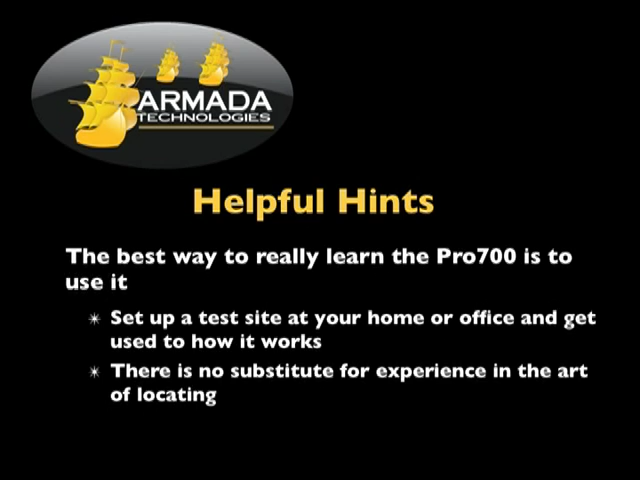 ARMADA
TECHNOLOGIES
Helpful Hints
The best way to really learn the Pro700 is to
use it
Set up a test site at your home or office and get
used to how it works
There is no substitute for experience in the art
of locating